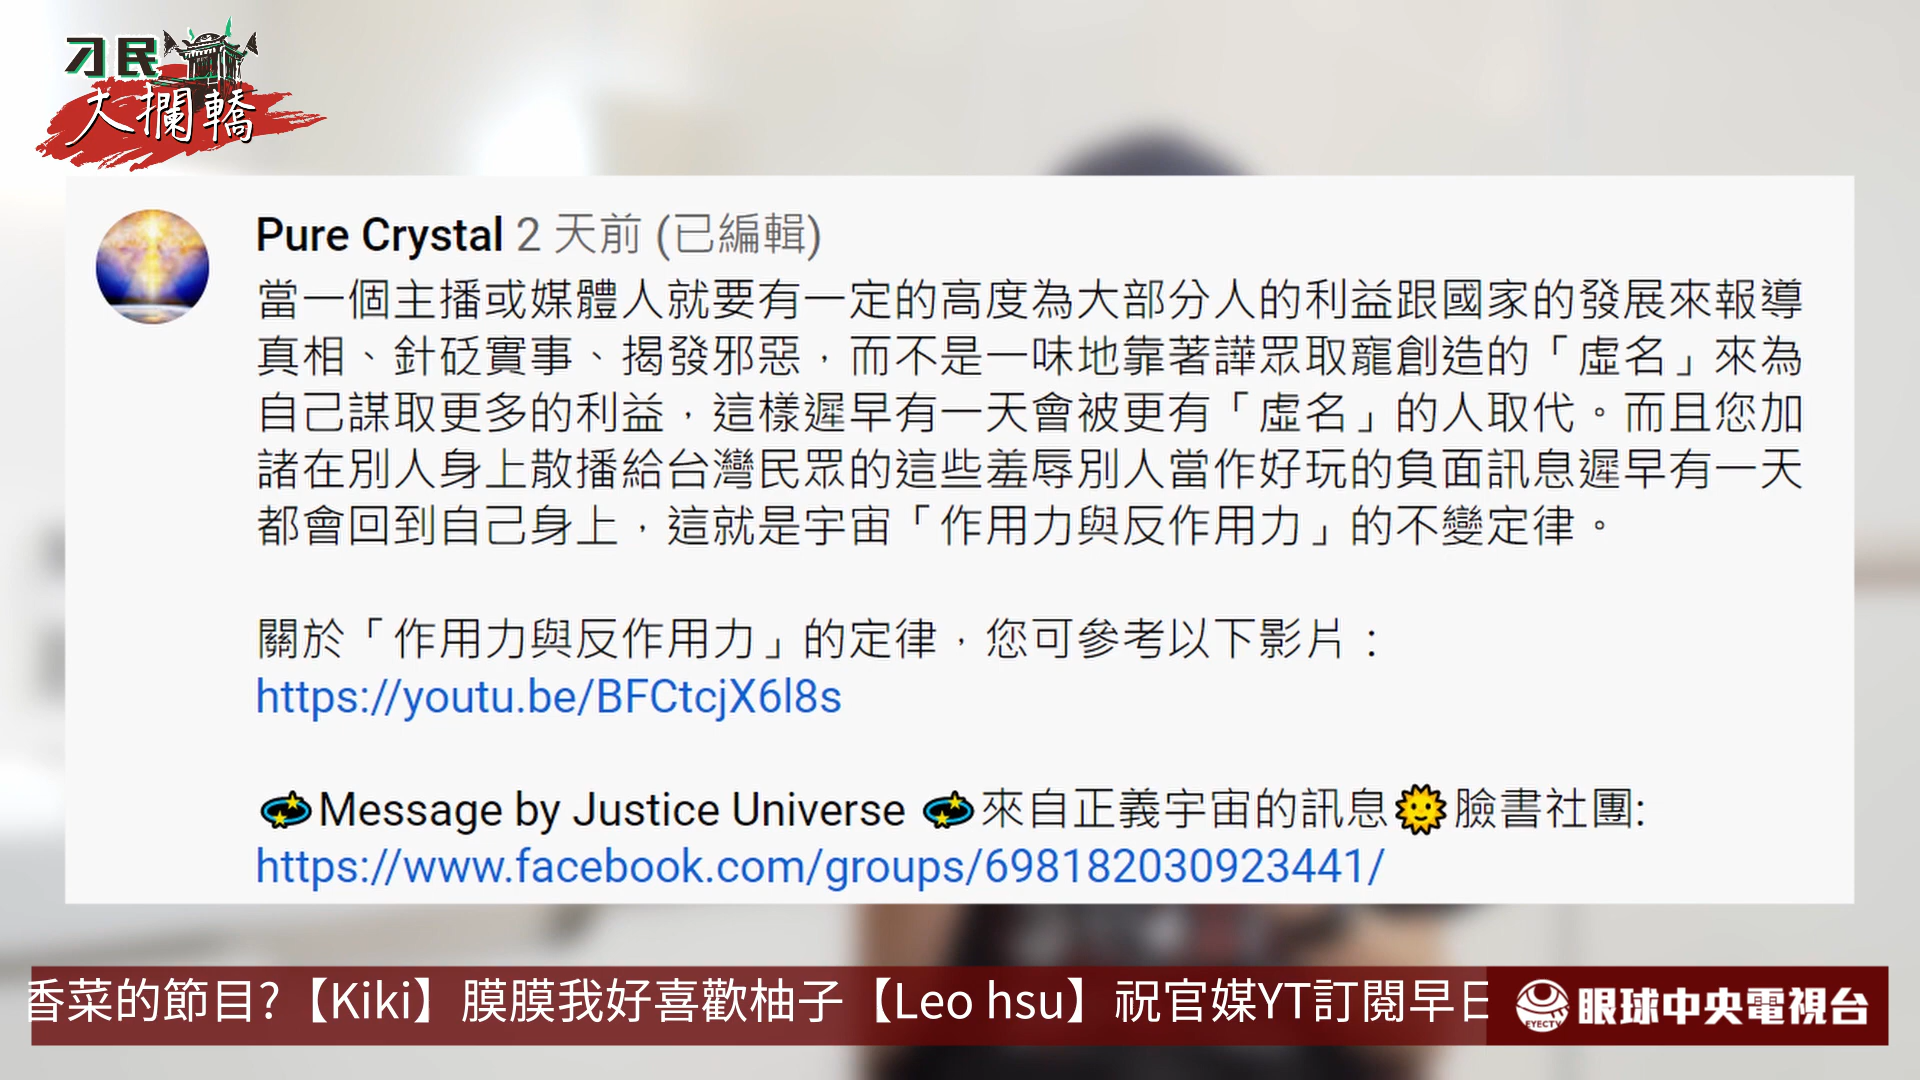 刁民
大攔轎
Pure Crystal 2 天前 (已編輯)
當一個主播或媒體人就要有一定的高度為大部分人的利益跟國家的發展來報導
真相、針砭實事、揭發邪惡，而不是一味地靠著譁眾取寵創造的「虛名」來為
自己謀取更多的利益，這樣遲早有一天會被更有「虛名」的人取代。而且您加
諸在別人身上散播給台灣民眾的這些羞辱別人當作好玩的負面訊息遲早有一天
都會回到自己身上，這就是宇宙「作用力與反作用力」的不變定律。
關於「作用力與反作用力」的定律，您可參考以下影片：
https://youtu.be/BFCtcjX6l8s
💫Message by Justice Universe 💫來自正義宇宙的訊息🌞臉書社團:
https://www.facebook.com/groups/698182030923441/
香菜的節目?【Kiki】膜膜我好喜歡柚子【Leo hsu】祝官媒YT訂閱早日
EYECTV
眼球中央電視台